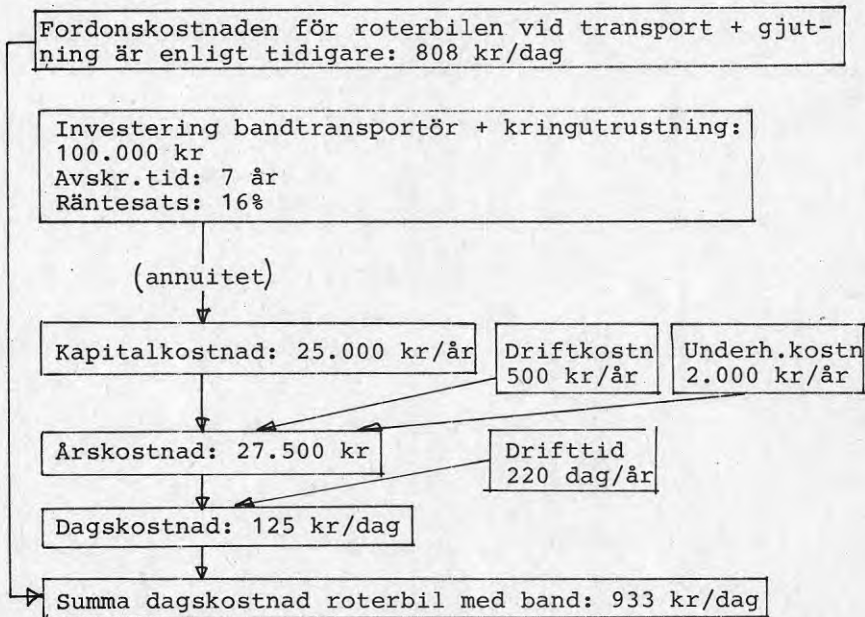 Fordonskostnaden för roterbilen vid transport + gjut-
ning är enligt tidigare: 808 kr/dag
Investering bandtransportör + kringutrustning:
100.000 kr
Avskr.tid: 7 år
Räntesats: 16%
(annuitet)
Kapitalkostnad: 25.000 kr/år
Driftkostn
500 kr/år
Underh.kostn
2.000 kr/år
Årskostnad: 27.500 kr
Drifttid
220 dag/år
Dagskostnad: 125 kr/dag
Summa dagskostnad roterbil med band: 933 kr/dag